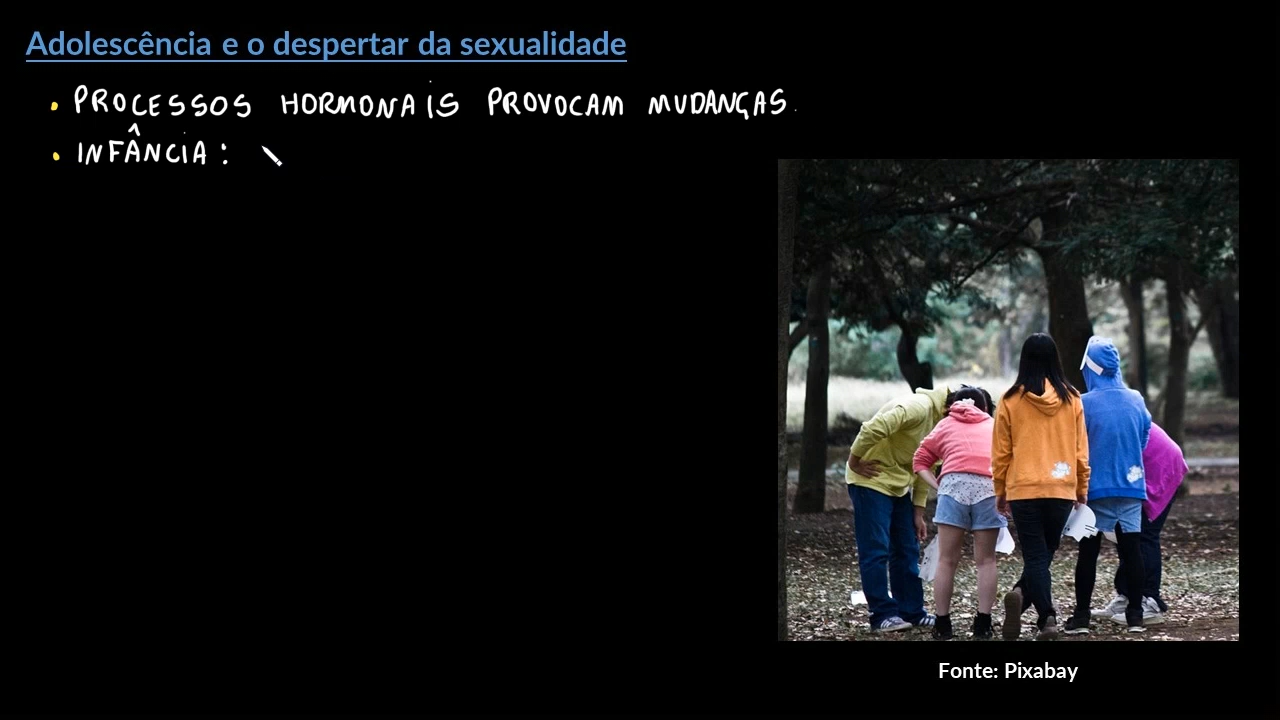 Adolescência e o despertar da sexualidade
• PROCESSOS HORMONAIS PROVOCAM MUDANÇAS.
• INFÂNCIA:
Fonte: Pixabay